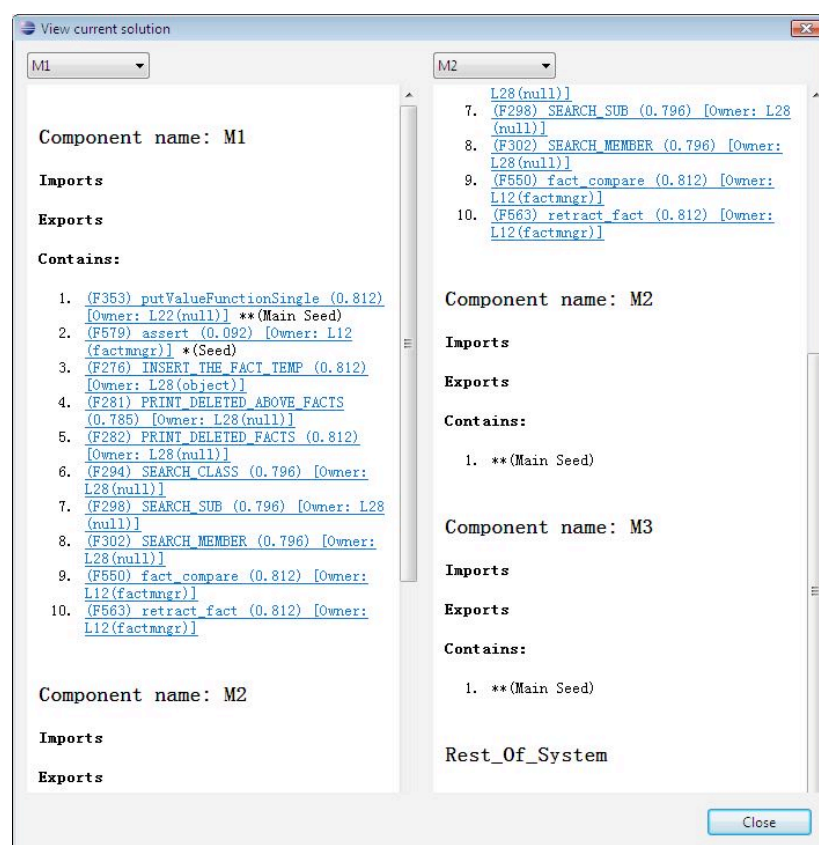 View current solution
M1
Component name: M1
Imports
Exports
Contains:
1. (F353) putValueFunctionSingle (0.812)
[Owner: L22(null)] **(Main Seed)
2. (F579) assert (0.092) [Owner: L12
(factmngr)] *(Seed)
3. (F276) INSERT_THE_FACT_TEMP (0.812)
[Owner: L28(object)]
4. (F281) PRINT_DELETED_ABOVE_FACTS
(0.785) [Owner: L28(null)]
5. (F282) PRINT_DELETED_FACTS (0.812)
[Owner: L28(null)]
6. (F294) SEARCH_CLASS (0.796) [Owner:
L28(null)]
7. (F298) SEARCH_SUB (0.796) [Owner: L28
(null)]
8. (F302) SEARCH_MEMBER (0.796) [Owner:
L28(null)]
9. (F550) fact_compare (0.812) [Owner:
L12(factmngr)]
10. (F563) retract_fact (0.812) [Owner:
L12(factmngr)]
Component name: M2
Imports
Exports
M2
L28(null)]
7. (F298) SEARCH_SUB (0.796) [Owner: L28
(null)]
8. (F302) SEARCH_MEMBER (0.796) [Owner:
L28(null)]
9. (F550) fact_compare (0.812) [Owner:
L12(factmngr)]
10. (F563) retract_fact (0.812) [Owner:
L12(factmngr)]
Component name: M2
Imports
Exports
Contains:
1. **(Main Seed)
Component name: M3
Imports
Exports
Contains:
1. **(Main Seed)
Rest_Of_System
Close